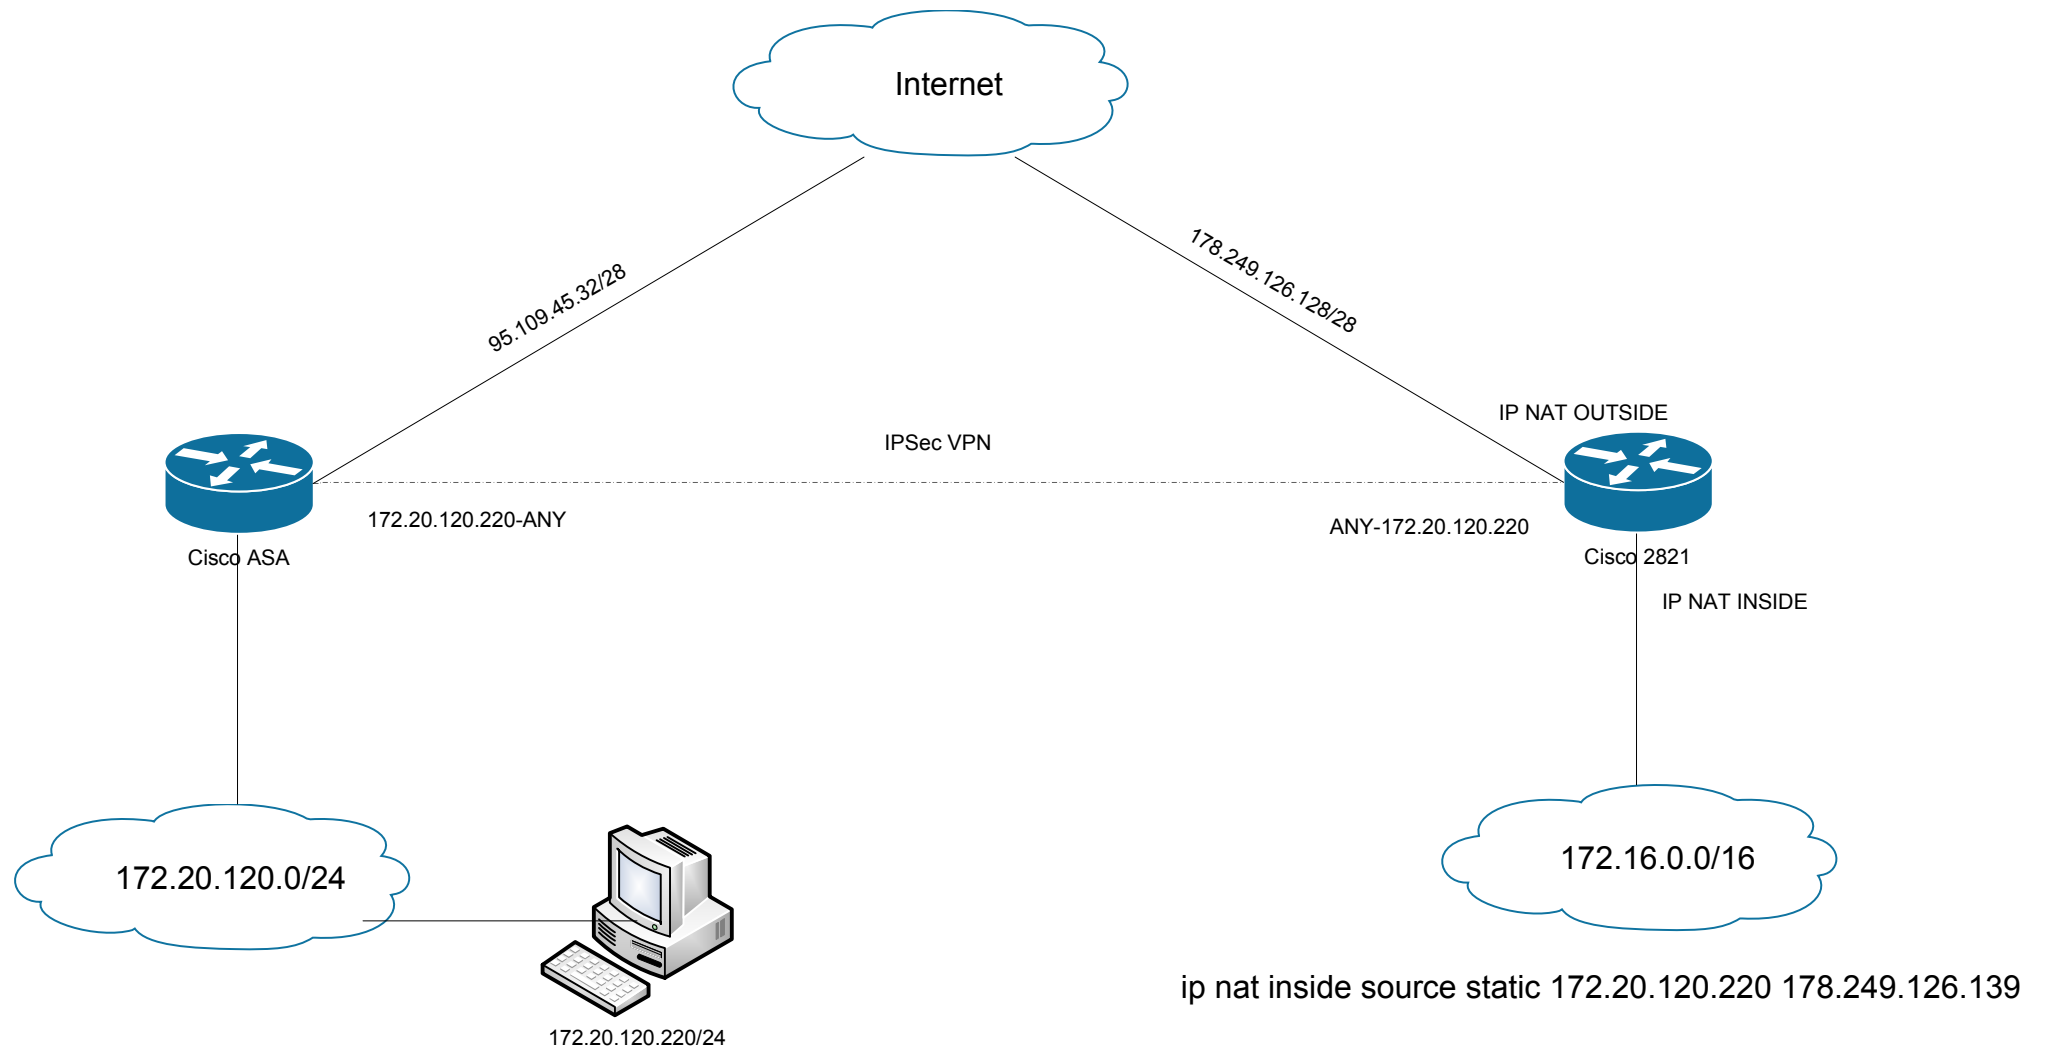 Internet
95.109.45.32/28
178.249.126.128/28
IP NAT OUTSIDE
IPSec VPN
172.20.120.220-ANY
ANY-172.20.120.220
Cisco ASA
Cisco 2821
IP NAT INSIDE
172.20.120.0/24
172.16.0.0/16
ip nat inside source static 172.20.120.220 178.249.126.139
172.20.120.220/24